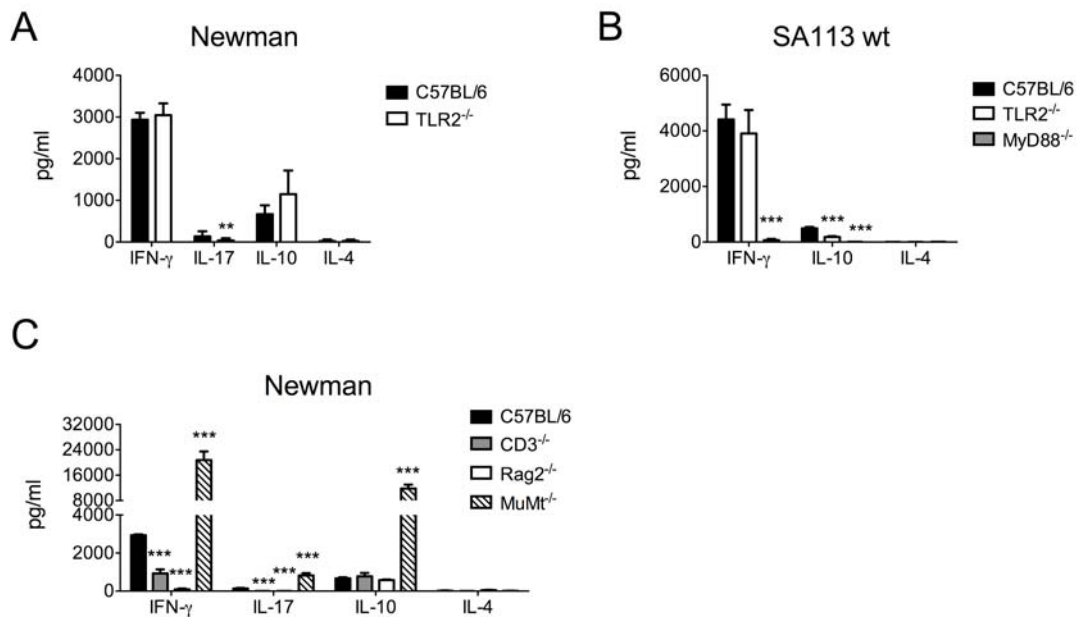 A
Newman
4000
3000
2000
1000
0
pg/ml
**
IFN-γ IL-17 IL-10 IL-4
C57BL/6
TLR2-/-
B
SA113 wt
6000
4000
2000
0
pg/ml
***
***
***
IFN-γ IL-10 IL-4
C57BL/6
TLR2-/-
MyD88-/-
C
Newman
32000
24000
16000
8000
4000
2000
0
pg/ml
***
***
***
***
***
***
***
IFN-γ IL-17 IL-10 IL-4
C57BL/6
CD3-/-
Rag2-/-
MuMt-/-